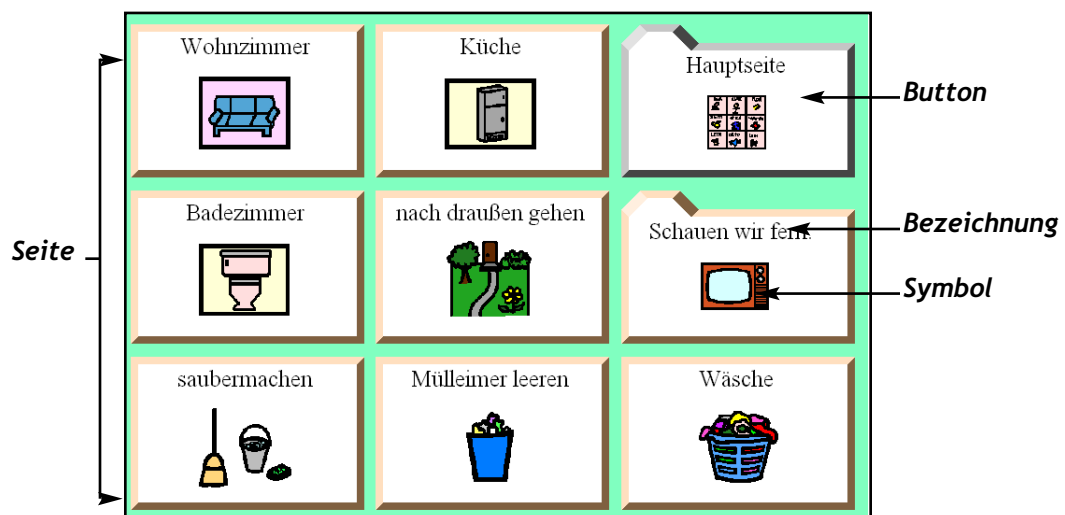 Wohnzimmer
Küche
Hauptseite
Button
Badezimmer
nach draußen gehen
Schauen wir fern.
Bezeichnung
Seite
Symbol
saubermachen
Mülleimer leeren
Wäsche